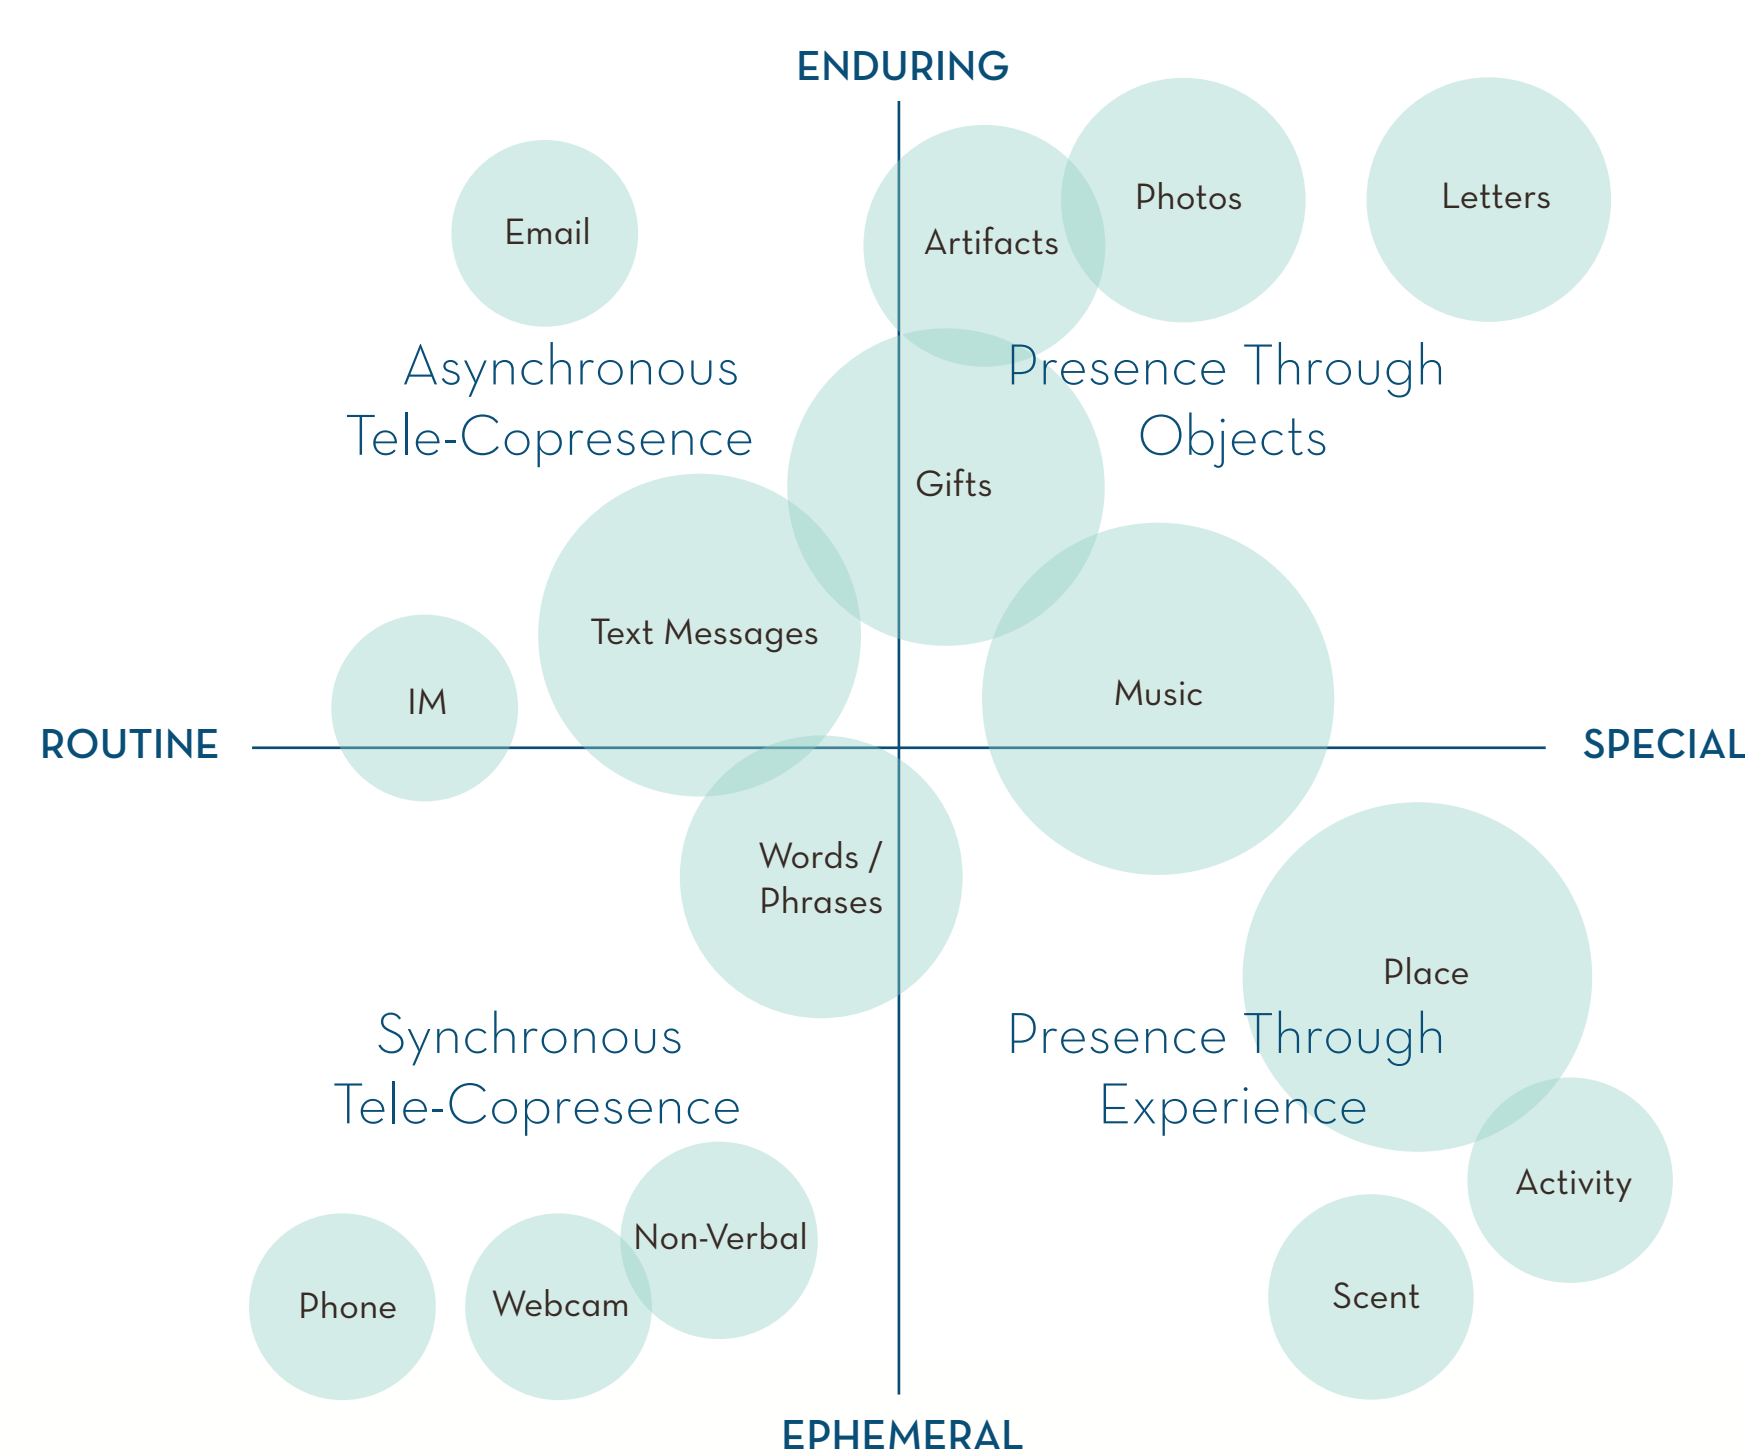 ENDURING
Email
Artifacts
Photos
Letters
Asynchronous
Tele-Copresence
Presence Through
Objects
Gifts
Text Messages
IM
Music
ROUTINE
SPECIAL
Words /
Phrases
Place
Synchronous
Tele-Copresence
Presence Through
Experience
Activity
Non-Verbal
Phone
Webcam
Scent
EPHEMERAL